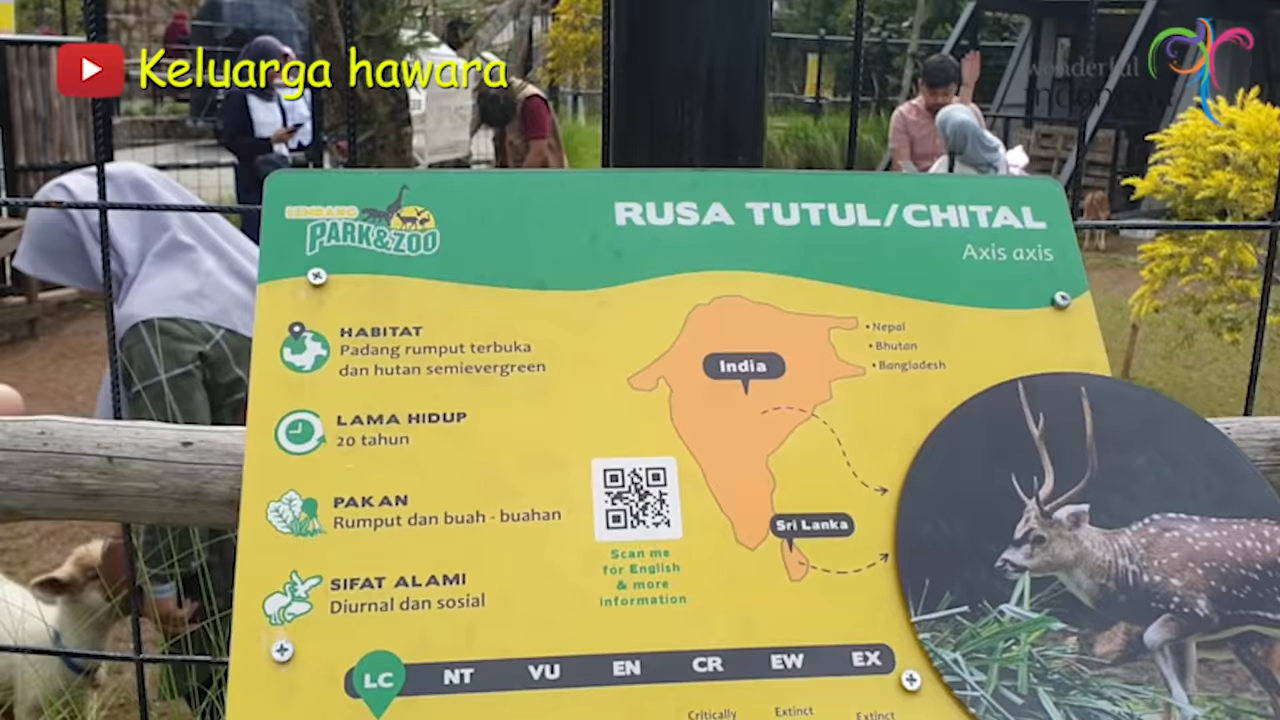 Keluarga hawara
wonderful
indonesia
LEMBANG
PARK&ZOO
RUSA TUTUL/CHITAL
Axis axis
HABITAT
Padang rumput terbuka
dan hutan semievergreen
LAMA HIDUP
20 tahun
PAKAN
Rumput dan buah - buahan
SIFAT ALAMI
Diurnal dan sosial
India
• Nepal
• Bhutan
• Bangladesh
Sri Lanka
Scan me
for English
& more
information
LC NT VU EN CR EW EX
Critically Extinct Extinct